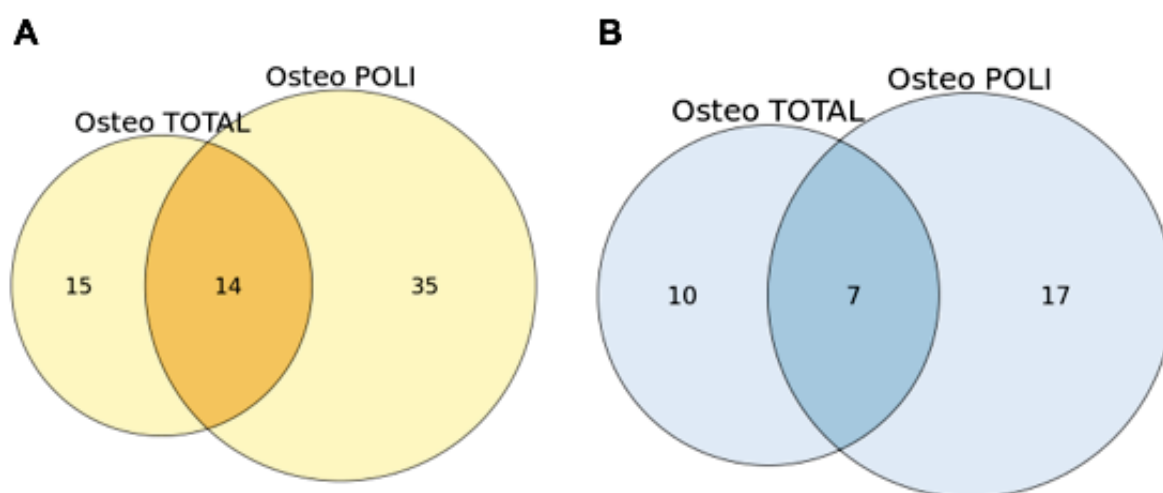 A
Osteo POLI
Osteo TOTAL
15
14
35
B
Osteo POLI
Osteo TOTAL
10
7
17